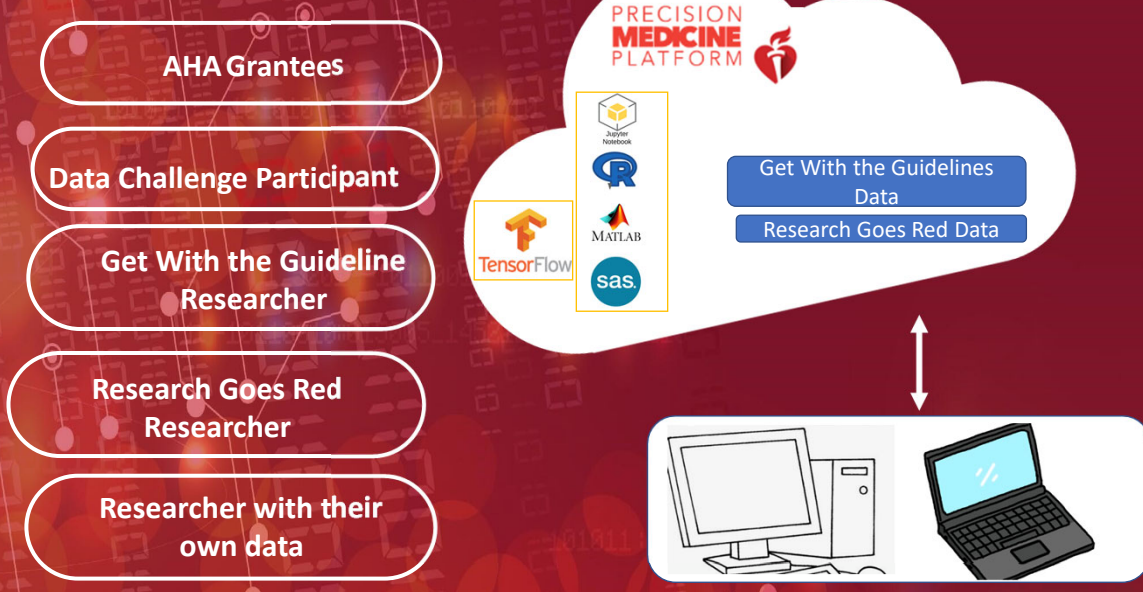 AHA Grantees
Data Challenge Participant
Get With the Guideline
Researcher
Research Goes Red
Researcher
Researcher with their
own data
PRECISION
MEDICINE
PLATFORM
Jupyter
Notebook
R
MATLAB
sas.
TensorFlow
Get With the Guidelines
Data
Research Goes Red Data